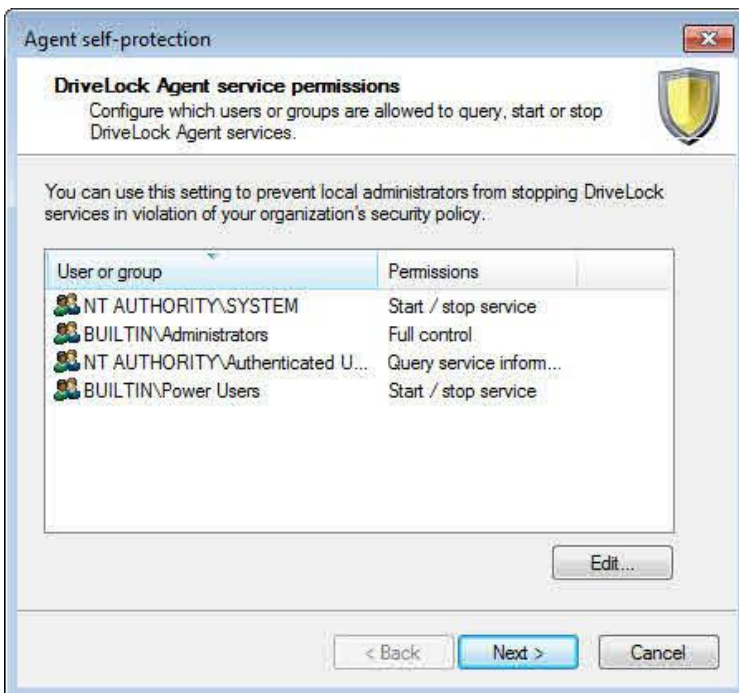 Agent self-protection
DriveLock Agent service permissions
Configure which users or groups are allowed to query, start or stop
DriveLock Agent services.
You can use this setting to prevent local administrators from stopping DriveLock
services in violation of your organization's security policy.
User or group Permissions
NT AUTHORITY\SYSTEM Start / stop service
BUILTIN\Administrators Full control
NT AUTHORITY\Authenticated U... Query service inform...
BUILTIN\Power Users Start / stop service
Edit...
< Back Next > Cancel